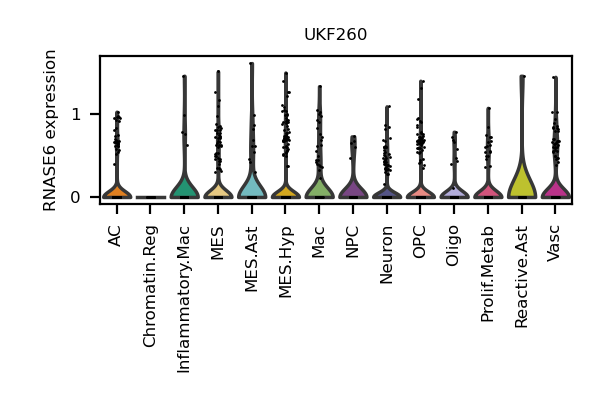 UKF260
RNASE6 expression
1
0
AC
Chromatin.Reg
Inflammatory.Mac
MES
MES.Ast
MES.Hyp
Mac
NPC
Neuron
OPC
Oligo
Prolif.Metab
Reactive.Ast
Vasc